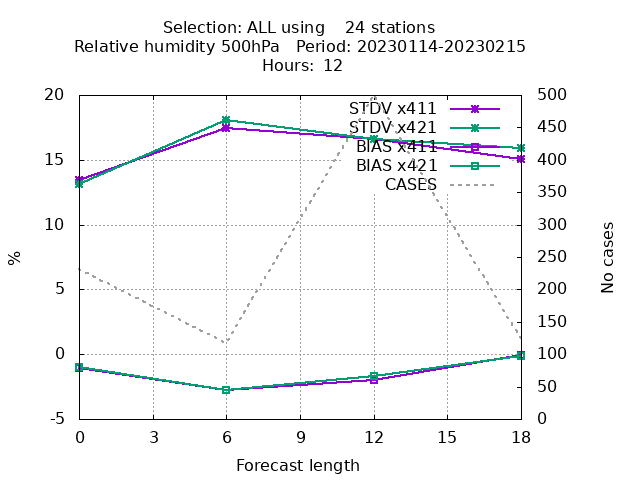 Selection: ALL using    24 stations
Relative humidity 500hPa   Period: 20230114-20230215
Hours: 12
20
15
10
5
0
-5
%
500
450
400
350
300
250
200
150
100
50
0
No cases
STDV x411
STDV x421
BIAS x411
BIAS x421
CASES
0 3 6 9 12 15 18
Forecast length